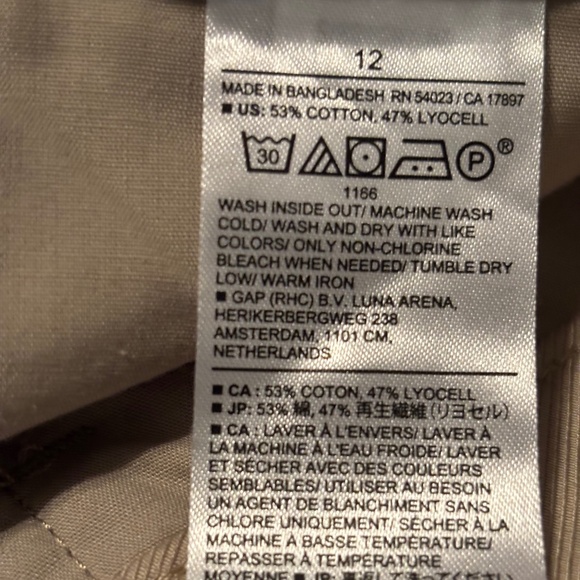 12
MADE IN BANGLADESH RN 54023 / CA 17897
■ US: 53% COTTON, 47% LYOCELL
30 P ®
1166
WASH INSIDE OUT/ MACHINE WASH
COLD/ WASH AND DRY WITH LIKE
COLORS/ ONLY NON-CHLORINE
BLEACH WHEN NEEDED/ TUMBLE DRY
LOW/ WARM IRON
■ GAP (RHC) B.V. LUNA ARENA,
HERIKERBERGWEG 238
AMSTERDAM, 1101 CM,
NETHERLANDS
■ CA : 53% COTON, 47% LYOCELL
■ JP: 53% 綿, 47% 再生繊維(リヨセル)
■ CA : LAVER À L'ENVERS/ LAVER À
LA MACHINE À L'EAU FROIDE/ LAVER
ET SÉCHER AVEC DES COULEURS
SEMBLABLES/ UTILISER AU BESOIN
UN AGENT DE BLANCHIMENT SANS
CHLORE UNIQUEMENT/ SÉCHER À LA
MACHINE À BASSE TEMPÉRATURE/
REPASSER À TEMPÉRATURE
MOYENNE ■ JP: